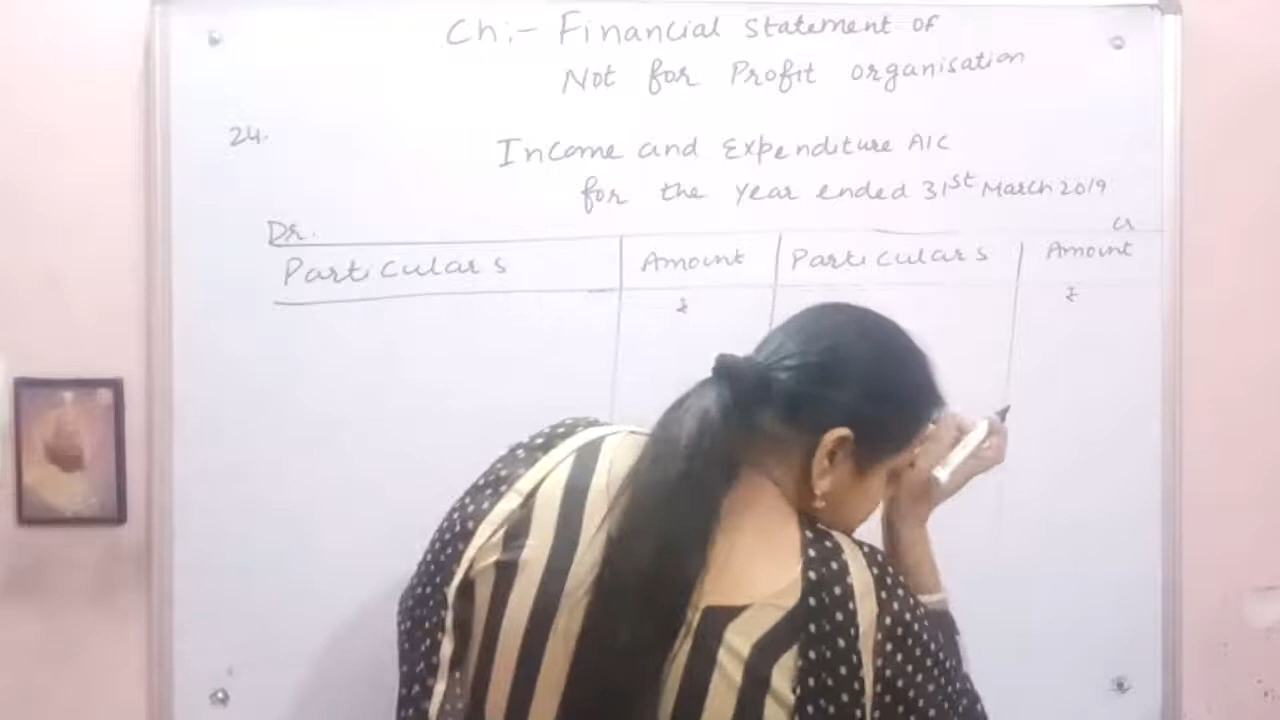 Ch:- Financial Statement of
Not for Profit organisation
24.
Income and Expenditure A/C
for the year ended 31st March 2019
Dr. Cr
Particulars Amount Particulars Amount
₹ ₹